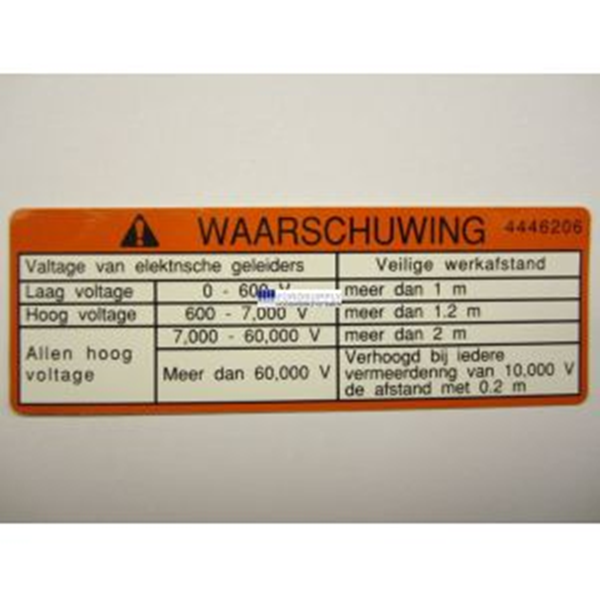 WAARSCHUWING 4446206
Valtage van elektnsche geleiders Veilige werkafstand
Laag voltage 0 - 600 V meer dan 1 m
Hoog voltage 600 - 7,000 V meer dan 1.2 m
Allen hoog voltage 7,000 - 60,000 V meer dan 2 m
Meer dan 60,000 V Verhoogd bij iedere
vermeerdenng van 10,000 V
de afstand met 0.2 m